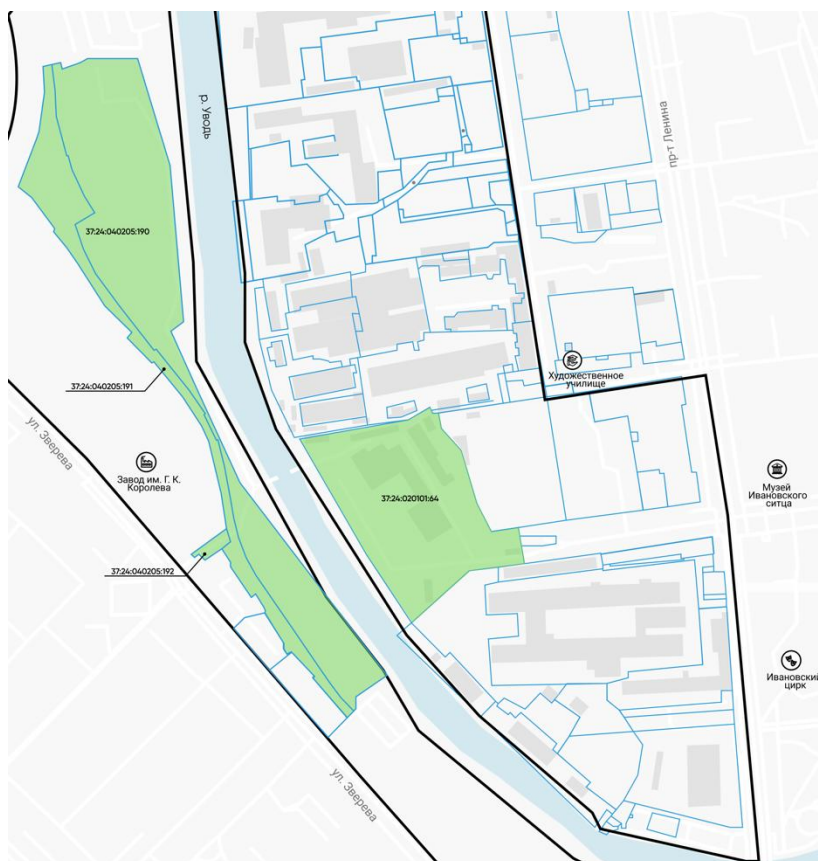 р. Уводь
пр-т Ленина
37:24:040205:190
Художественное
училище
37:24:040205:191
ул. Зверева
Завод им. Г. К.
Королева
Музей
Ивановского
ситца
37:24:020101:64
37:24:040205:192
Ивановский
цирк
ул. Зверева